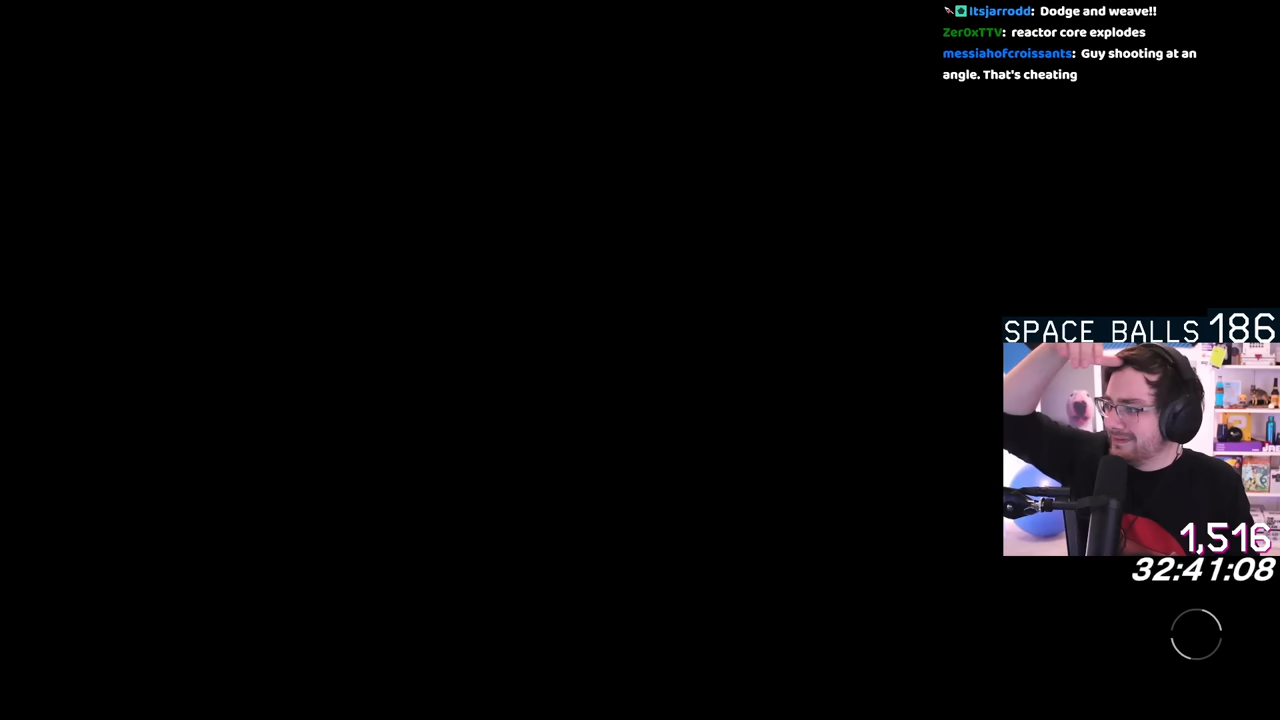 Itsjarrodd: Dodge and weave!!
Zer0xTTV: reactor core explodes
messiahofcroissants: Guy shooting at an
angle. That's cheating
SPACE BALLS 186
1,516
32:41:08